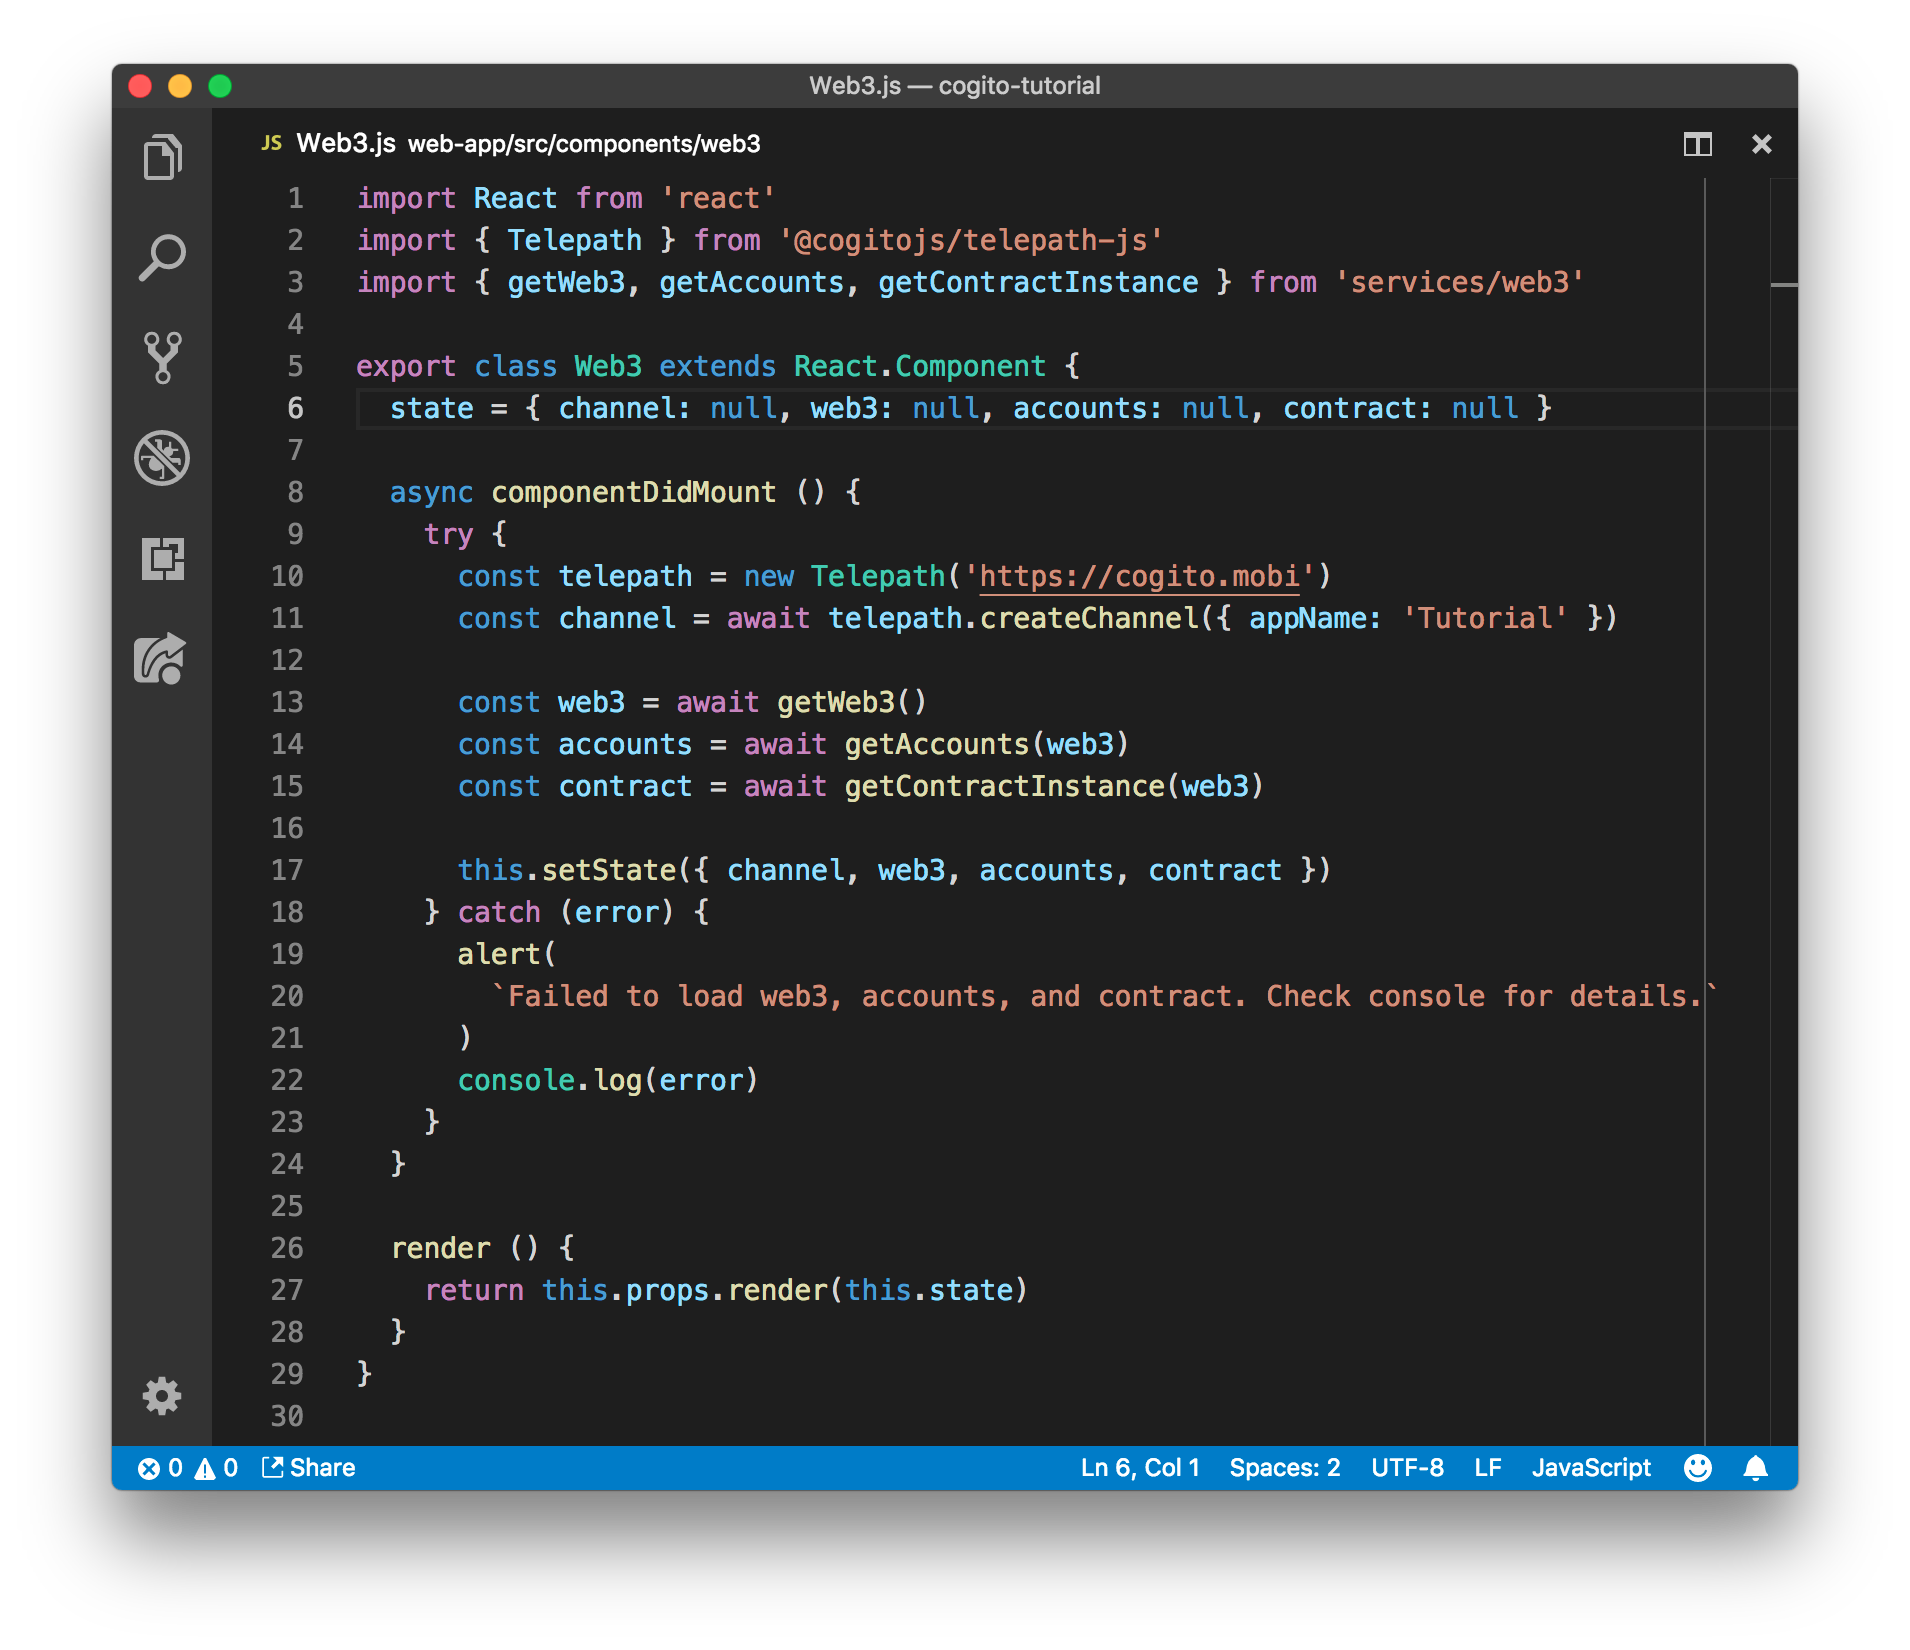 Web3.js — cogito-tutorial
JS Web3.js web-app/src/components/web3
1 import React from 'react'
2 import { Telepath } from '@cogitojs/telepath-js'
3 import { getWeb3, getAccounts, getContractInstance } from 'services/web3'
4
5 export class Web3 extends React.Component {
6   state = { channel: null, web3: null, accounts: null, contract: null }
7
8   async componentDidMount () {
9     try {
10       const telepath = new Telepath('https://cogito.mobi')
11       const channel = await telepath.createChannel({ appName: 'Tutorial' })
12
13       const web3 = await getWeb3()
14       const accounts = await getAccounts(web3)
15       const contract = await getContractInstance(web3)
16
17       this.setState({ channel, web3, accounts, contract })
18     } catch (error) {
19       alert(
20         `Failed to load web3, accounts, and contract. Check console for details.`
21       )
22       console.log(error)
23     }
24   }
25
26   render () {
27     return this.props.render(this.state)
28   }
29 }
30
0 0 Share Ln 6, Col 1 Spaces: 2 UTF-8 LF JavaScript